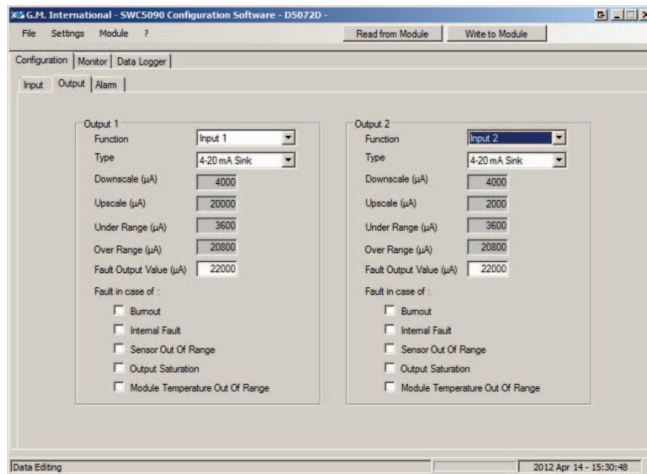 G.M. International - SWC5090 Configuration Software - D5072D -
File Settings Module ? Read from Module Write to Module
Configuration Monitor Data Logger
Input Output Alarm
Output 1
Function Input 1
Type 4-20 mA Sink
Downscale (µA) 4000
Upscale (µA) 20000
Under Range (µA) 3600
Over Range (µA) 20800
Fault Output Value (µA) 22000
Fault in case of :
Burnout
Internal Fault
Sensor Out Of Range
Output Saturation
Module Temperature Out Of Range
Output 2
Function Input 2
Type 4-20 mA Sink
Downscale (µA) 4000
Upscale (µA) 2000
Under Range (µA) 3600
Over Range (µA) 20800
Fault Output Value (µA) 22000
Fault in case of :
Burnout
Internal Fault
Sensor Out Of Range
Output Saturation
Module Temperature Out Of Range
Data Editing 2012 Apr 14 - 15:30:48